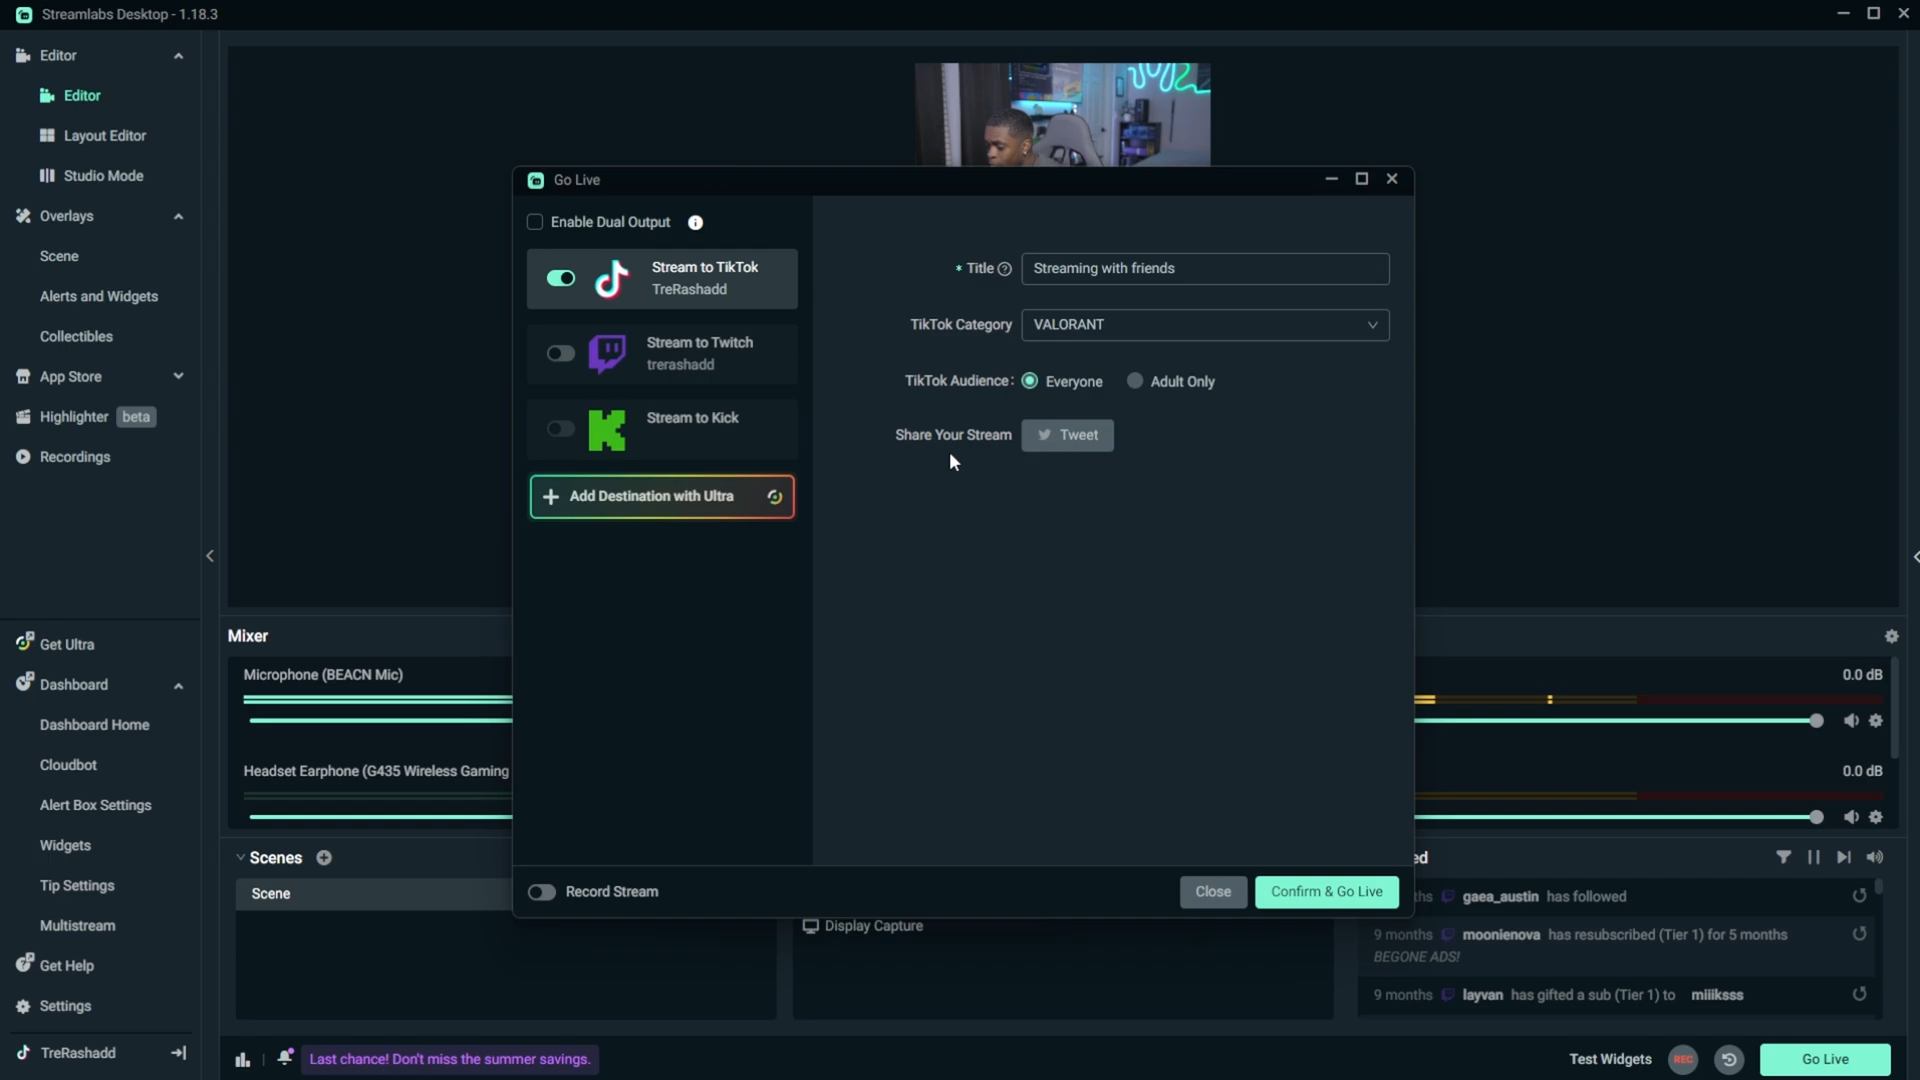 Streamlabs Desktop - 1.18.3
Editor
Editor
Layout Editor
Studio Mode
Overlays
Scene
Alerts and Widgets
Collectibles
App Store
Highlighter beta
Recordings
Get Ultra
Dashboard
Dashboard Home
Cloudbot
Alert Box Settings
Widgets
Tip Settings
Multistream
Get Help
Settings
TreRashadd
Go Live
Enable Dual Output
Stream to TikTok
TreRashadd
Stream to Twitch
trerashadd
Stream to Kick
Add Destination with Ultra
* Title Streaming with friends
TikTok Category VALORANT
TikTok Audience: Everyone Adult Only
Share Your Stream Tweet
Record Stream
Close
Confirm & Go Live
Mixer
Microphone (BEACN Mic)
0.0 dB
Headset Earphone (G435 Wireless Gaming
0.0 dB
Scenes
Scene
Display Capture
ed
ths gaea_austin has followed
9 months moonienova has resubscribed (Tier 1) for 5 months
BEGONE ADS!
9 months layvan has gifted a sub (Tier 1) to miiiksss
Last chance! Don't miss the summer savings.
Test Widgets
REC
Go Live